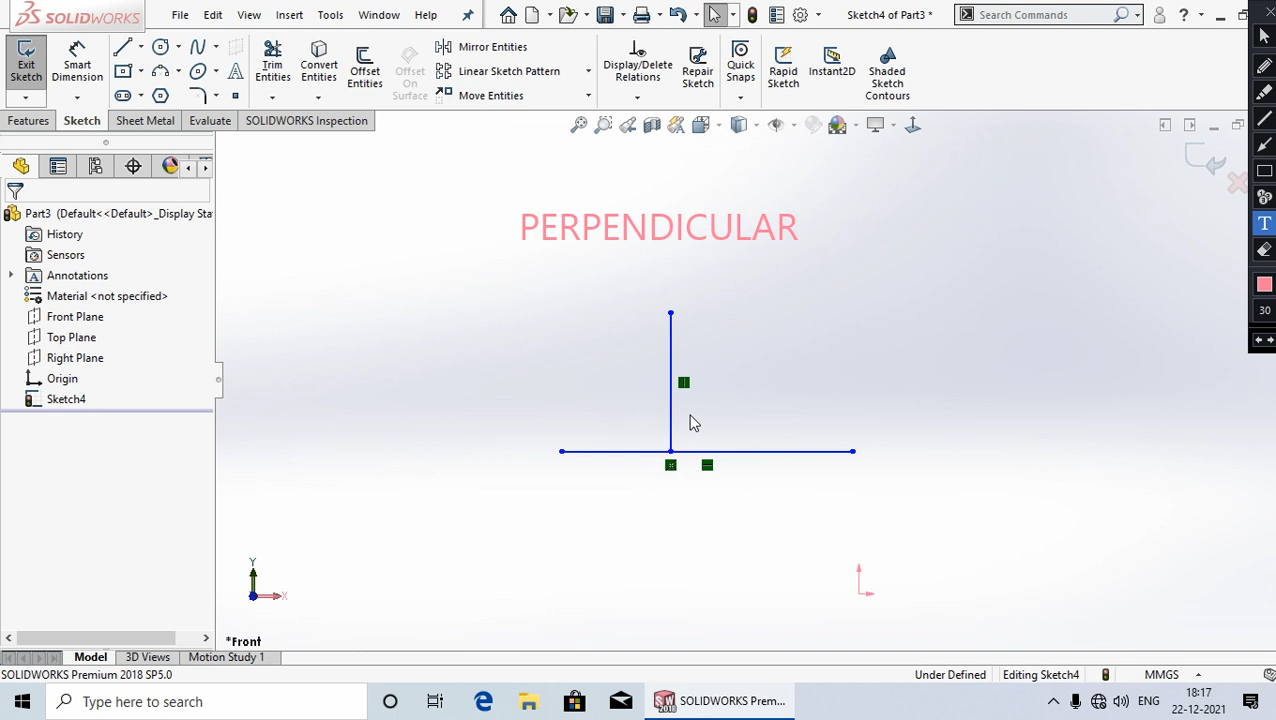 SOLIDWORKS File Edit View Insert Tools Window Help Sketch4 of Part3 * Search Commands ?
Exit Sketch
Smart Dimension
Trim Entities
Convert Entities
Offset Entities
Offset On Surface
Mirror Entities
Linear Sketch Pattern
Move Entities
Display/Delete Relations
Repair Sketch
Quick Snaps
Rapid Sketch
Instant2D
Shaded Sketch Contours
Features Sketch Sheet Metal Evaluate SOLIDWORKS Inspection
Part3 (Default<<Default>_Display Sta
History
Sensors
Annotations
Material <not specified>
Front Plane
Top Plane
Right Plane
Origin
Sketch4
PERPENDICULAR
T
30
Y
X
*Front
Model 3D Views Motion Study 1
SOLIDWORKS Premium 2018 SP5.0 Under Defined Editing Sketch4 MMGS
Type here to search SOLIDWORKS Prem... ENG 18:17
22-12-2021